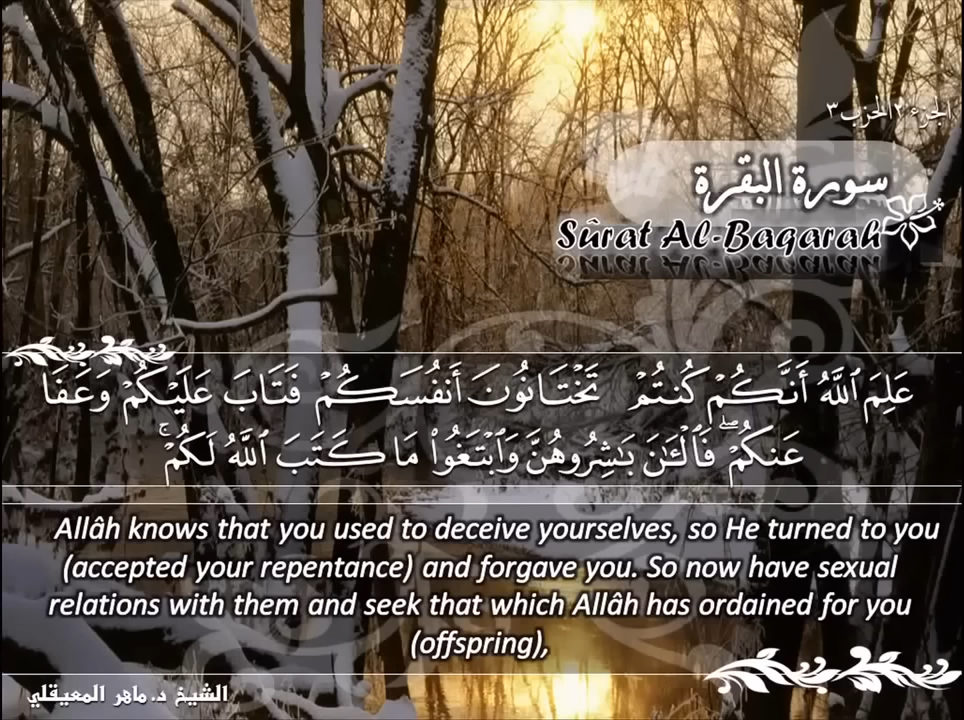 الجزء ٢ الحزب ٣
سورة البقرة
Sûrat Al-Baqarah
عَلِمَ ٱللَّهُ أَنَّكُمْ كُنتُمْ تَخْتَانُونَ أَنفُسَكُمْ فَتَابَ عَلَيْكُمْ وَعَفَا
عَنكُمْ ۖ فَٱلْـَٰٔنَ بَـٰشِرُوهُنَّ وَٱبْتَغُوا۟ مَا كَتَبَ ٱللَّهُ لَكُمْ ۚ
Allâh knows that you used to deceive yourselves, so He turned to you
(accepted your repentance) and forgave you. So now have sexual
relations with them and seek that which Allâh has ordained for you
(offspring),
الشيخ د. ماهر المعيقلي